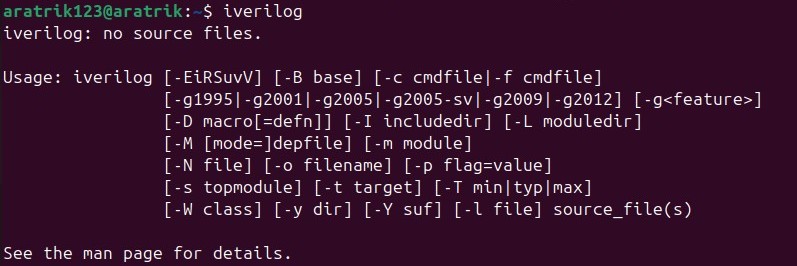 aratrik123@aratrik:~$ iverilog
iverilog: no source files.

Usage: iverilog [-EiRSuvV] [-B base] [-c cmdfile|-f cmdfile]
                [-g1995|-g2001|-g2005|-g2005-sv|-g2009|-g2012] [-g<feature>]
                [-D macro[=defn]] [-I includedir] [-L moduledir]
                [-M [mode=]depfile] [-m module]
                [-N file] [-o filename] [-p flag=value]
                [-s topmodule] [-t target] [-T min|typ|max]
                [-W class] [-y dir] [-Y suf] [-l file] source_file(s)

See the man page for details.